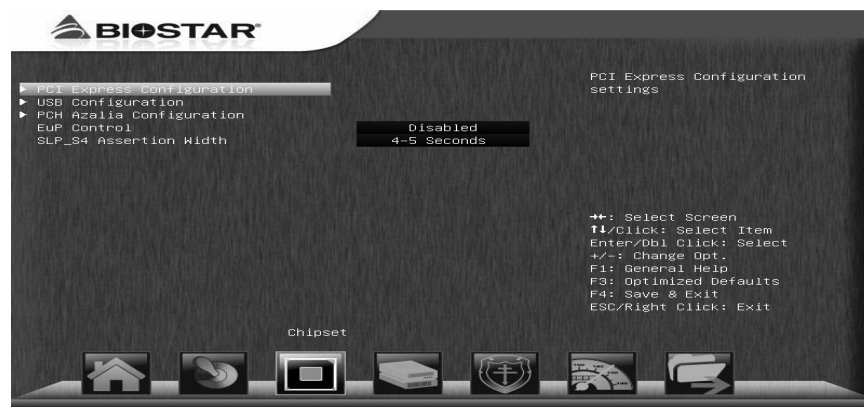 BIOSTAR
PCI Express Configuration
USB Configuration
PCH Azalia Configuration
EuP Control Disabled
SLP_S4 Assertion Width 4-5 Seconds
PCI Express Configuration
settings
→←: Select Screen
↑↓/Click: Select Item
Enter/Dbl Click: Select
+/-: Change Opt.
F1: General Help
F3: Optimized Defaults
F4: Save & Exit
ESC/Right Click: Exit
Chipset